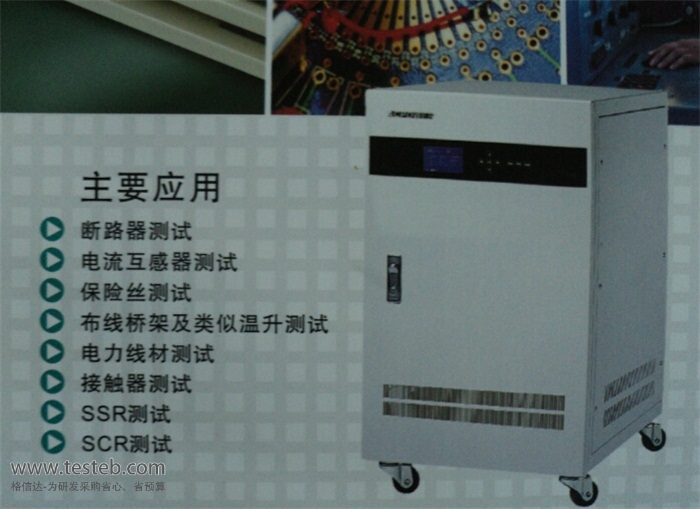 主要应用
断路器测试
电流互感器测试
保险丝测试
布线桥架及类似温升测试
电力线材测试
接触器测试
SSR测试
SCR测试
www.testeb.com
格信达-为研发采购省心、省预算